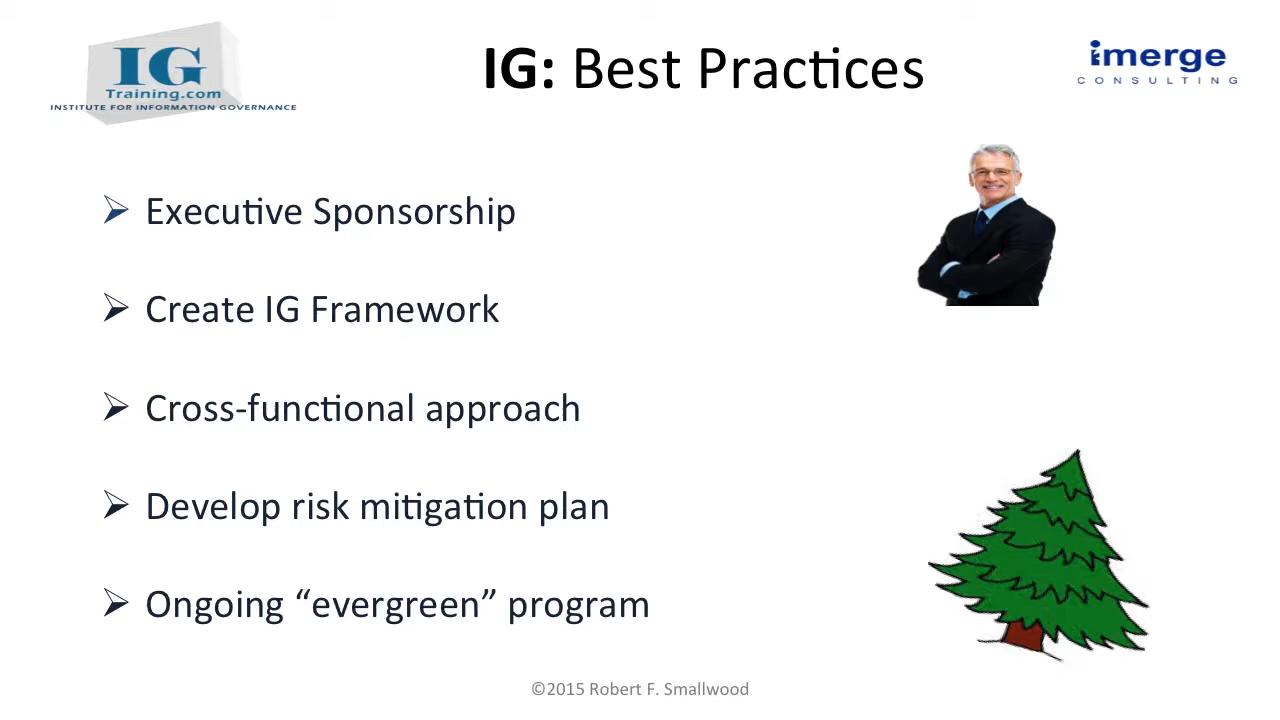 IG
Training.com
INSTITUTE FOR INFORMATION GOVERNANCE
IG: Best Practices
imerge
CONSULTING
➢ Executive Sponsorship
➢ Create IG Framework
➢ Cross-functional approach
➢ Develop risk mitigation plan
➢ Ongoing “evergreen” program
©2015 Robert F. Smallwood